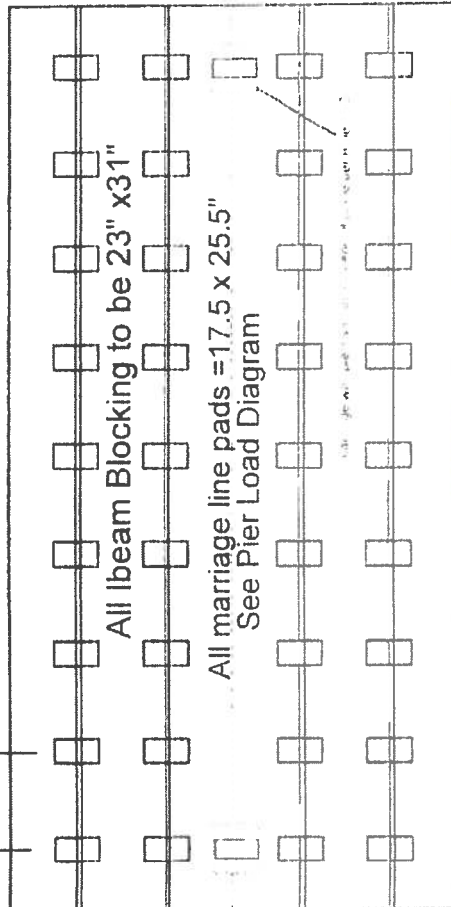 All Ibeam Blocking to be 23" x31"
All marriage line pads =17.5 x 25.5"
See Pier Load Diagram